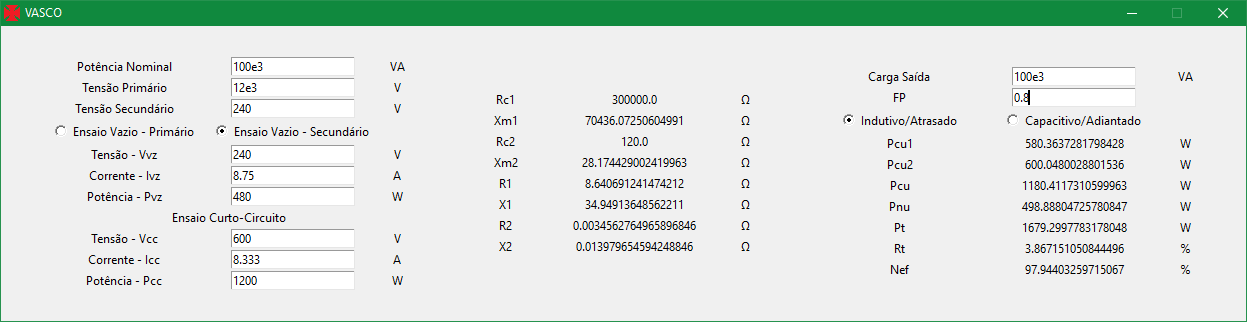 VASCO
Potência Nominal 100e3 VA
Tensão Primário 12e3 V
Tensão Secundário 240 V
Ensaio Vazio - Primário Ensaio Vazio - Secundário
Tensão - Vvz 240 V
Corrente - Ivz 8.75 A
Potência - Pvz 480 W
Ensaio Curto-Circuito
Tensão - Vcc 600 V
Corrente - Icc 8.333 A
Potência - Pcc 1200 W
Rc1 300000.0 Ω
Xm1 70436.07250604991 Ω
Rc2 120.0 Ω
Xm2 28.174429002419963 Ω
R1 8.640691241474212 Ω
X1 34.94913648562211 Ω
R2 0.0034562764965896846 Ω
X2 0.013979654594248846 Ω
Carga Saída 100e3 VA
FP 0.8
Indutivo/Atrasado Capacitivo/Adiantado
Pcu1 580.3637281798428 W
Pcu2 600.0480028801536 W
Pcu 1180.4117310599963 W
Pnu 498.88804725780847 W
Pt 1679.2997783178048 W
Rt 3.867151050844496 %
Nef 97.94403259715067 %